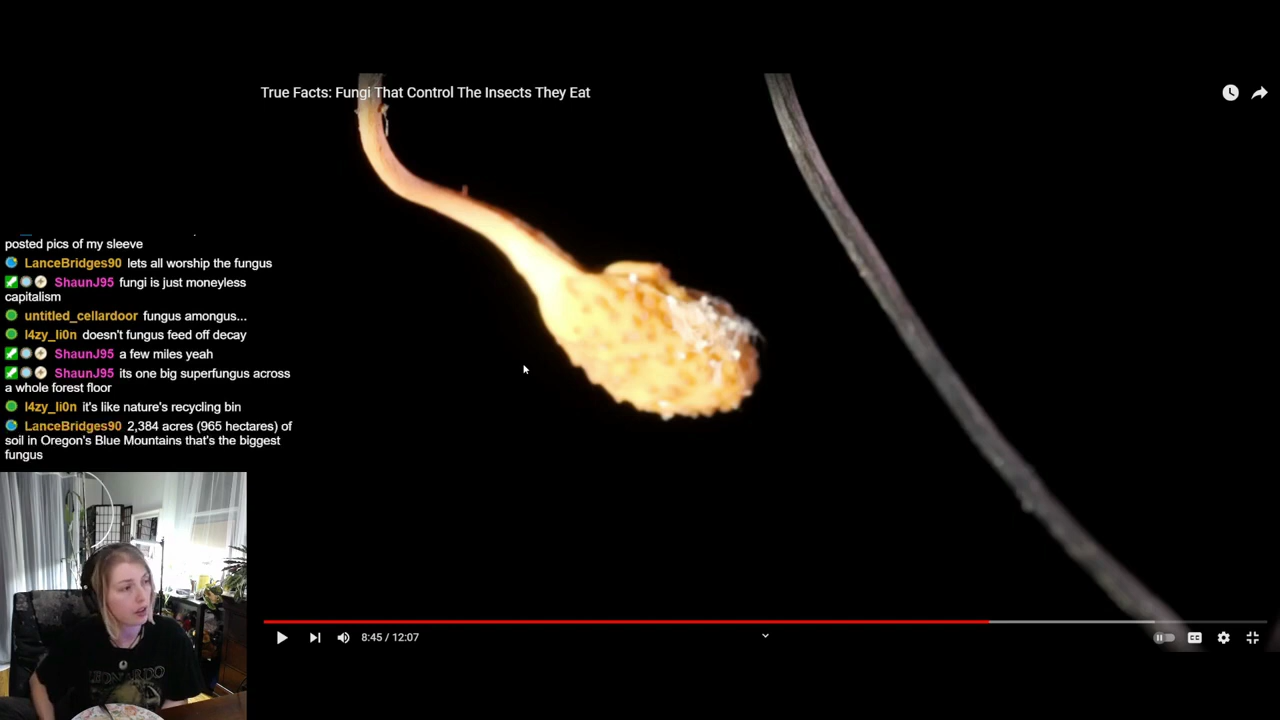 True Facts: Fungi That Control The Insects They Eat
posted pics of my sleeve
LanceBridges90 lets all worship the fungus
ShaunJ95 fungi is just moneyless
capitalism
untitled_cellardoor fungus amongus...
l4zy_li0n doesn't fungus feed off decay
ShaunJ95 a few miles yeah
ShaunJ95 its one big superfungus across
a whole forest floor
l4zy_li0n it's like nature's recycling bin
LanceBridges90 2,384 acres (965 hectares) of
soil in Oregon's Blue Mountains that's the biggest
fungus
LEONARDO
8:45 / 12:07
CC